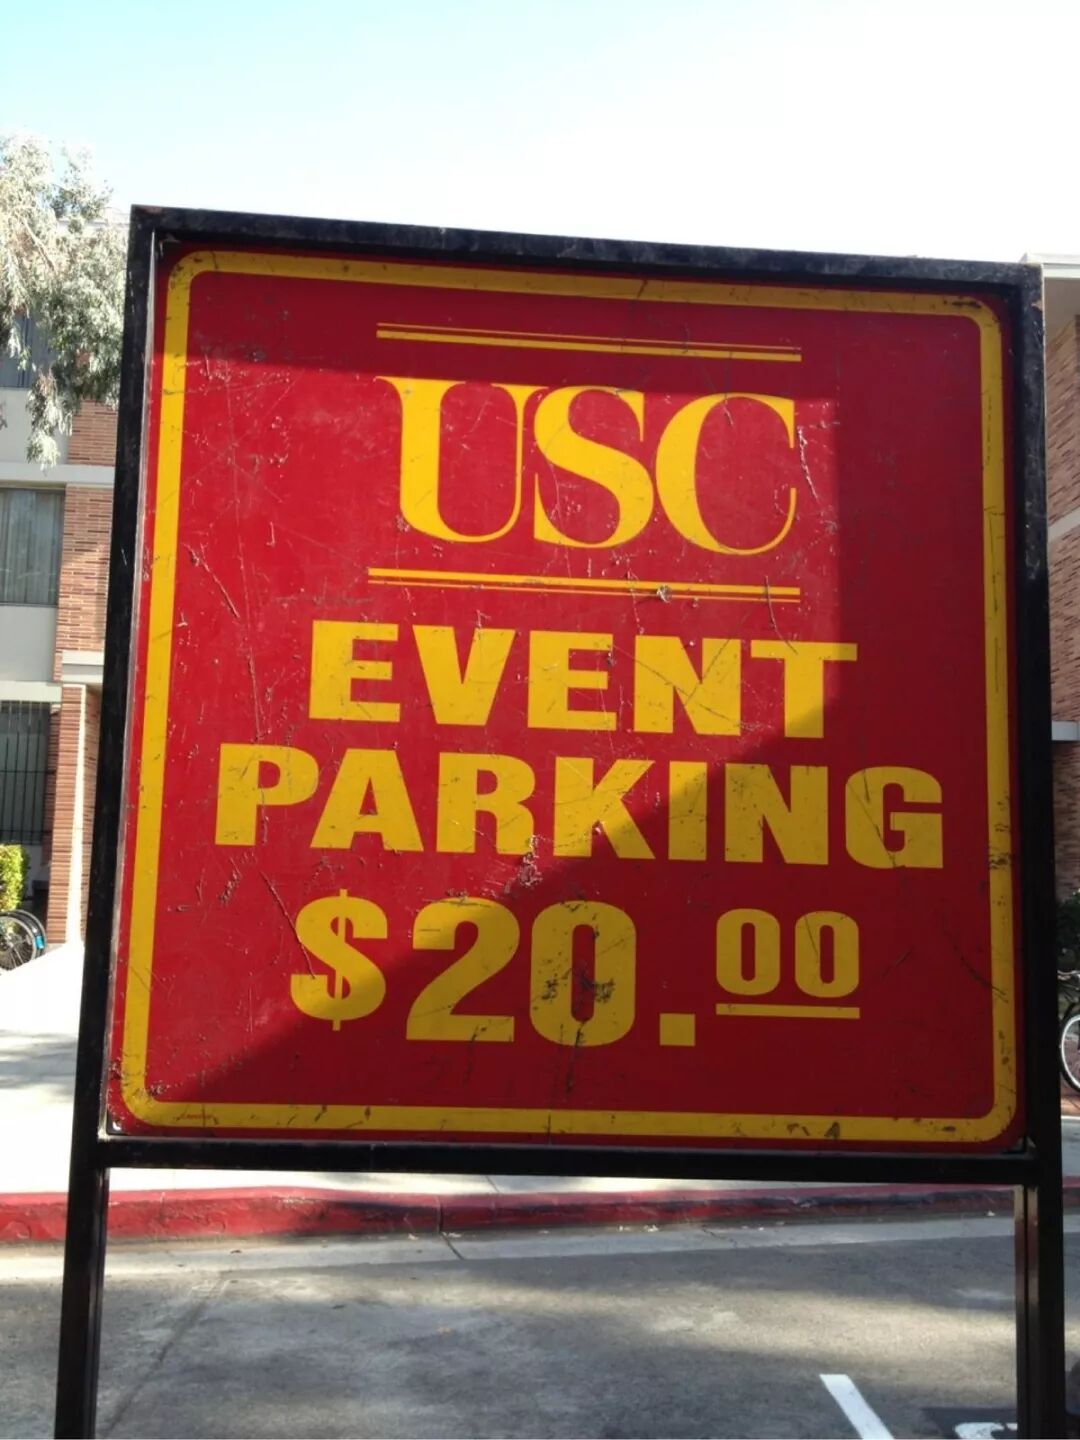 USC
EVENT
PARKING
$20.00